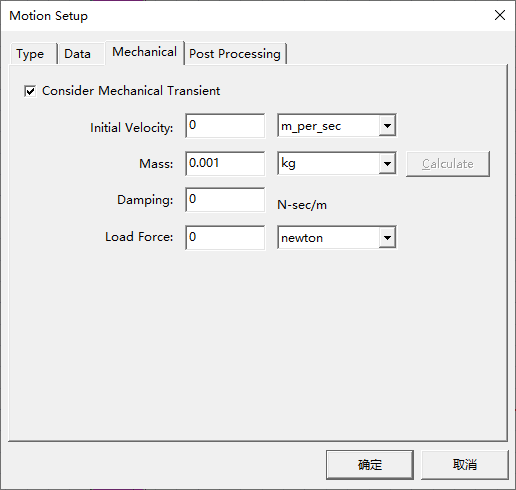 Motion Setup
Type Data Mechanical Post Processing
Consider Mechanical Transient
Initial Velocity: 0 m_per_sec
Mass: 0.001 kg Calculate
Damping: 0 N-sec/m
Load Force: 0 newton
确定 取消